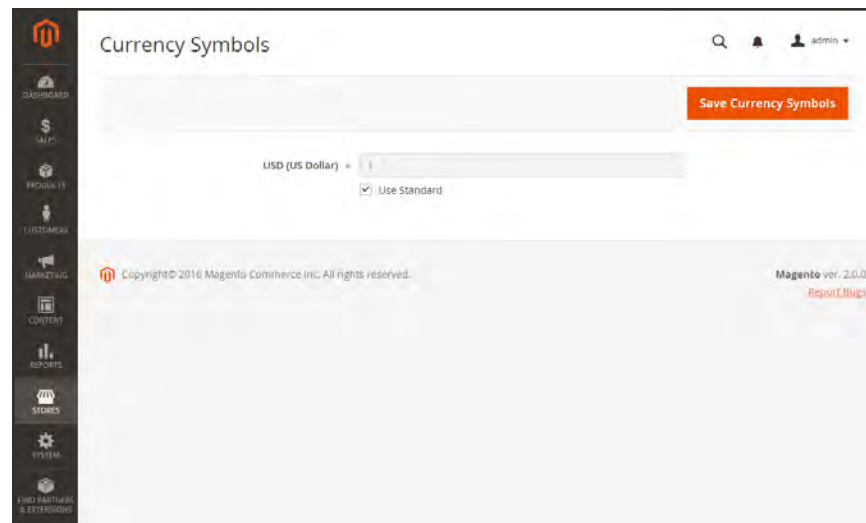 Currency Symbols
admin
Save Currency Symbols
USD (US Dollar)
Use Standard
DASHBOARD
SALES
PRODUCTS
CUSTOMERS
MARKETING
CONTENT
REPORTS
STORES
SYSTEM
FIND PARTNERS
& EXTENSIONS
Copyright© 2016 Magento Commerce Inc. All rights reserved.
Magento ver. 2.0.0
Report Bugs